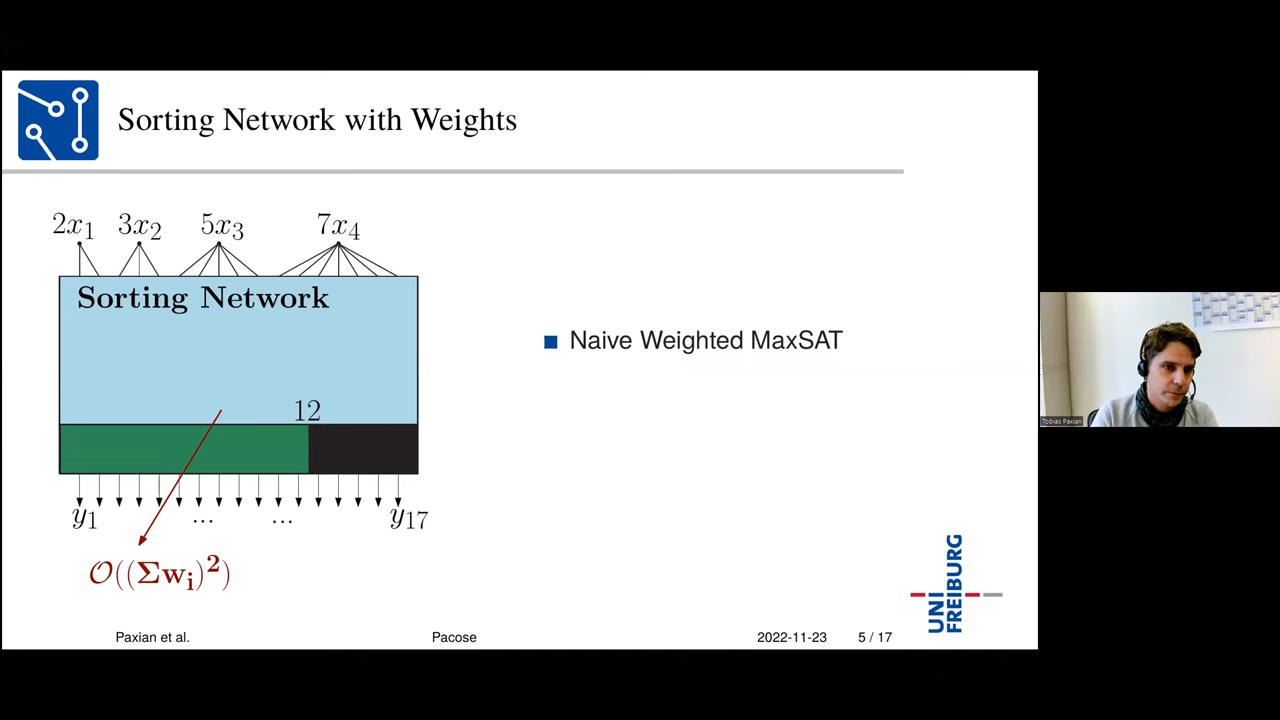 Sorting Network with Weights
2x₁ 3x₂ 5x₃ 7x₄
Sorting Network
12
y₁ ... ... y₁₇
𝒪((Σwᵢ)²)
■ Naive Weighted MaxSAT
UNI
FREIBURG
Paxian et al. Pacose 2022-11-23 5 / 17
Tobias Paxian